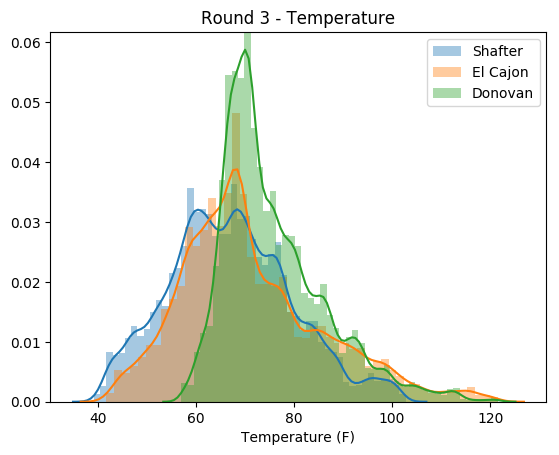 Round 3 - Temperature
Shafter
El Cajon
Donovan
0.06
0.05
0.04
0.03
0.02
0.01
0.00
40 60 80 100 120
Temperature (F)